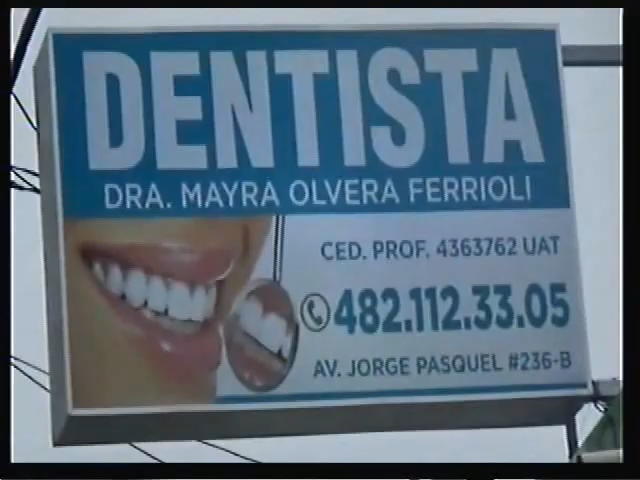 DENTISTA
DRA. MAYRA OLVERA FERRIOLI
CED. PROF. 4363762 UAT
482.112.33.05
AV. JORGE PASQUEL #236-B